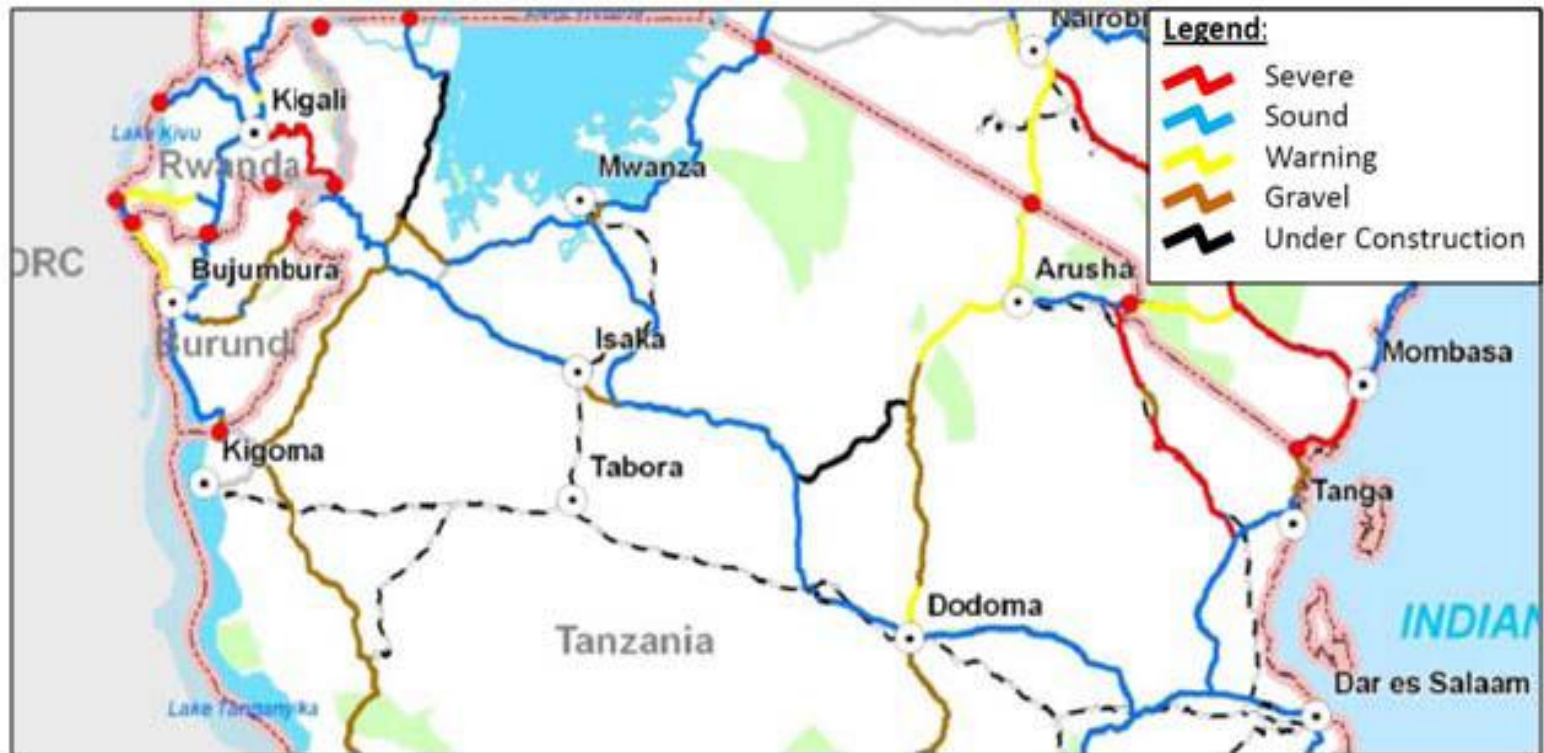 Nairobi
Legend:
Severe
Sound
Warning
Gravel
Under Construction
Kigali
Lake Kivu
Rwanda
Mwanza
DRC
Bujumbura
Arusha
Burundi
Isaka
Mombasa
Kigoma
Tabora
Tanga
Dodoma
INDIAN
Tanzania
Dar es Salaam
Lake Tanganyika